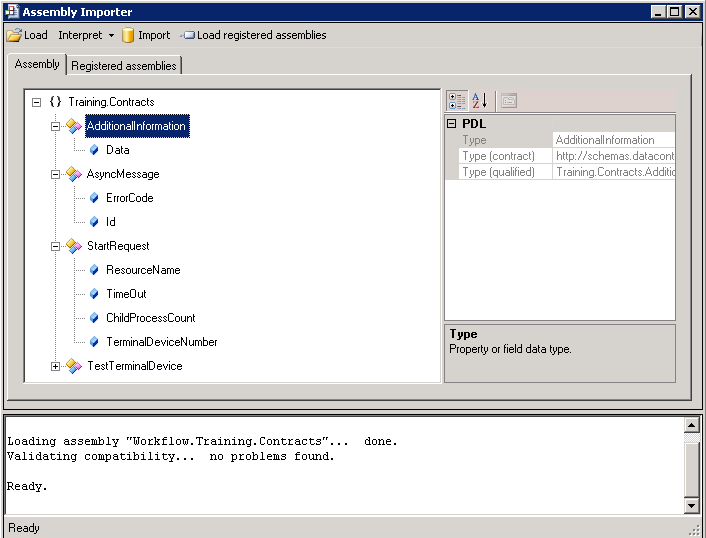 Assembly Importer
Load Interpret Import Load registered assemblies
Assembly Registered assemblies
{} Training.Contracts
AdditionalInformation
Data
AsyncMessage
ErrorCode
Id
StartRequest
ResourceName
TimeOut
ChildProcessCount
TerminalDeviceNumber
TestTerminalDevice
PDL
Type AdditionalInformation
Type (contract) http://schemas.datacont
Type (qualified) Training.Contracts.Additic
Type
Property or field data type.
Loading assembly "Workflow.Training.Contracts"... done.
Validating compatibility... no problems found.
Ready.
Ready